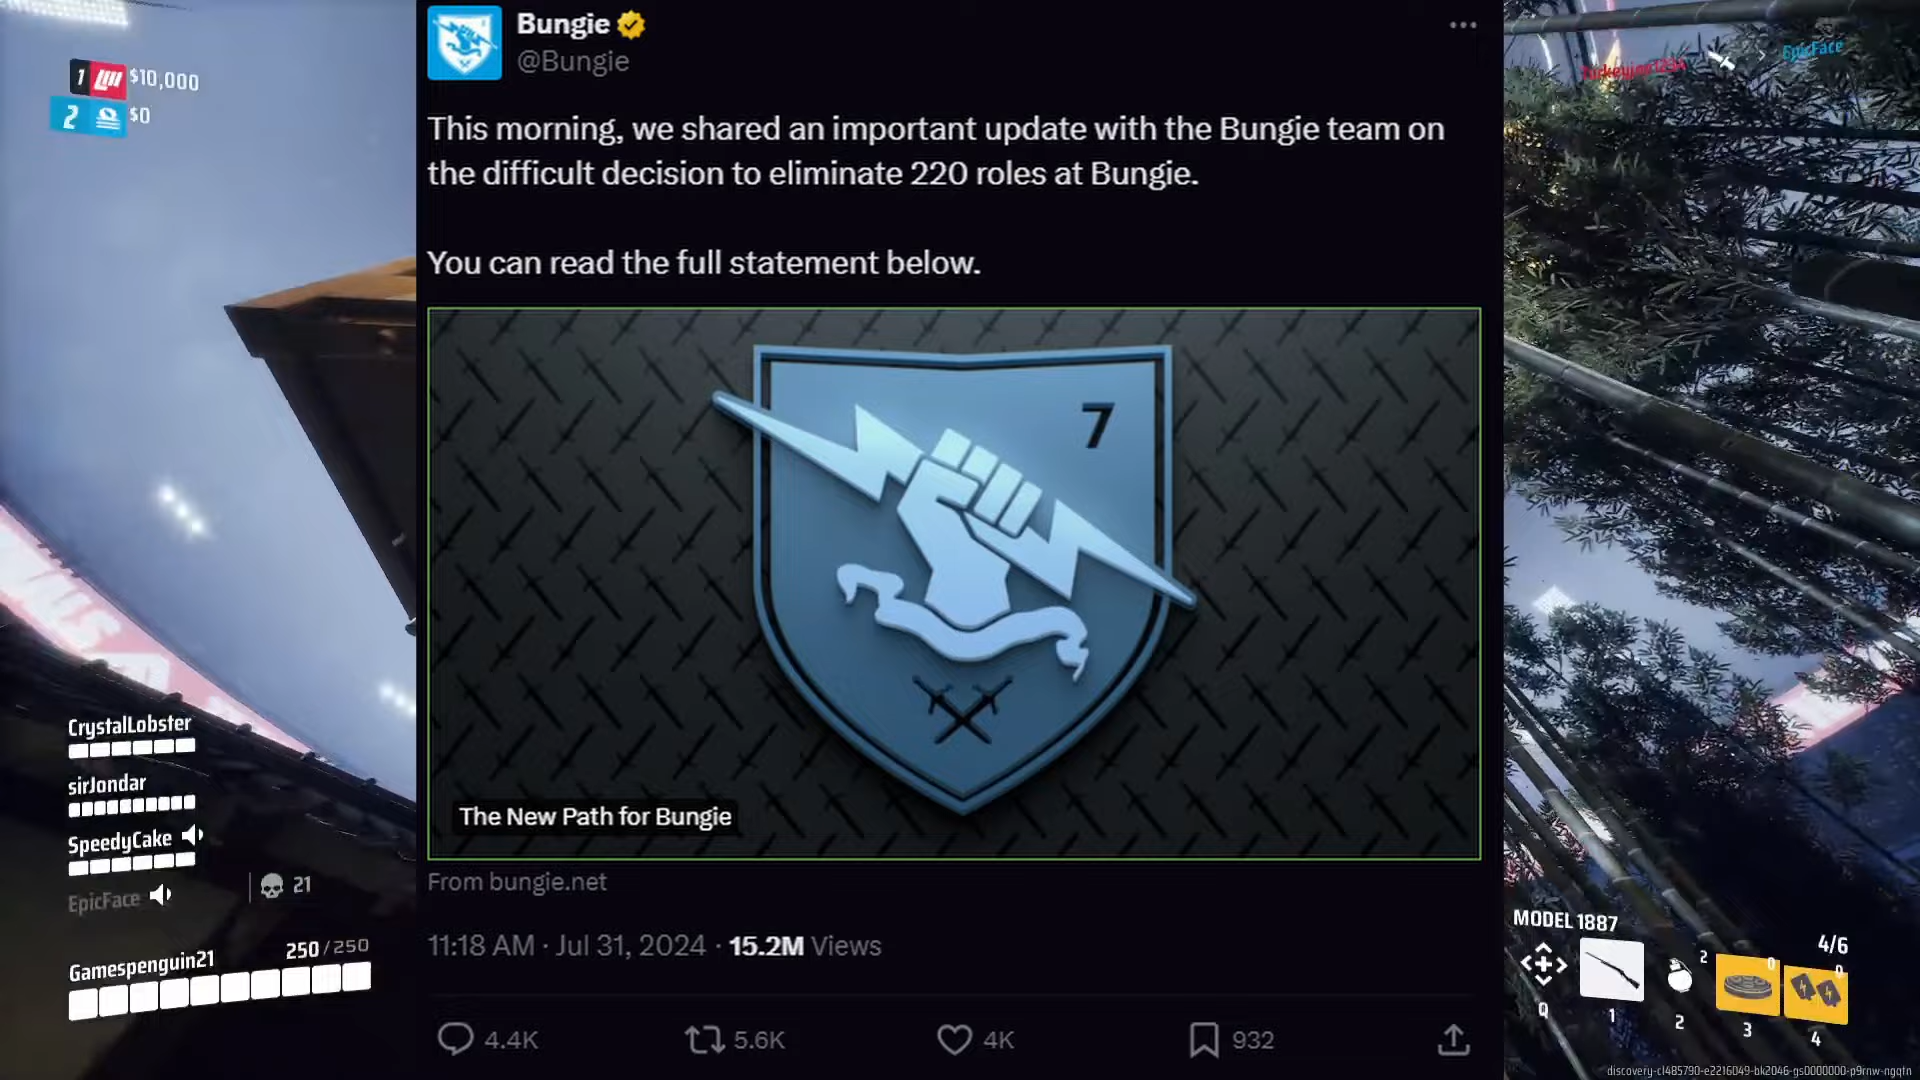 Bungie
@Bungie
This morning, we shared an important update with the Bungie team on
the difficult decision to eliminate 220 roles at Bungie.
You can read the full statement below.
7
The New Path for Bungie
From bungie.net
11:18 AM · Jul 31, 2024 · 15.2M Views
4.4K
5.6K
4K
932
1 $10,000
2 $0
Turkeyjoe1234 EpicFace
CrystalLobster
sirJondar
SpeedyCake
EpicFace
21
Gamespenguin21 250/250
MODEL 1887
4/6
2
0
0
Q
1
2
3
4